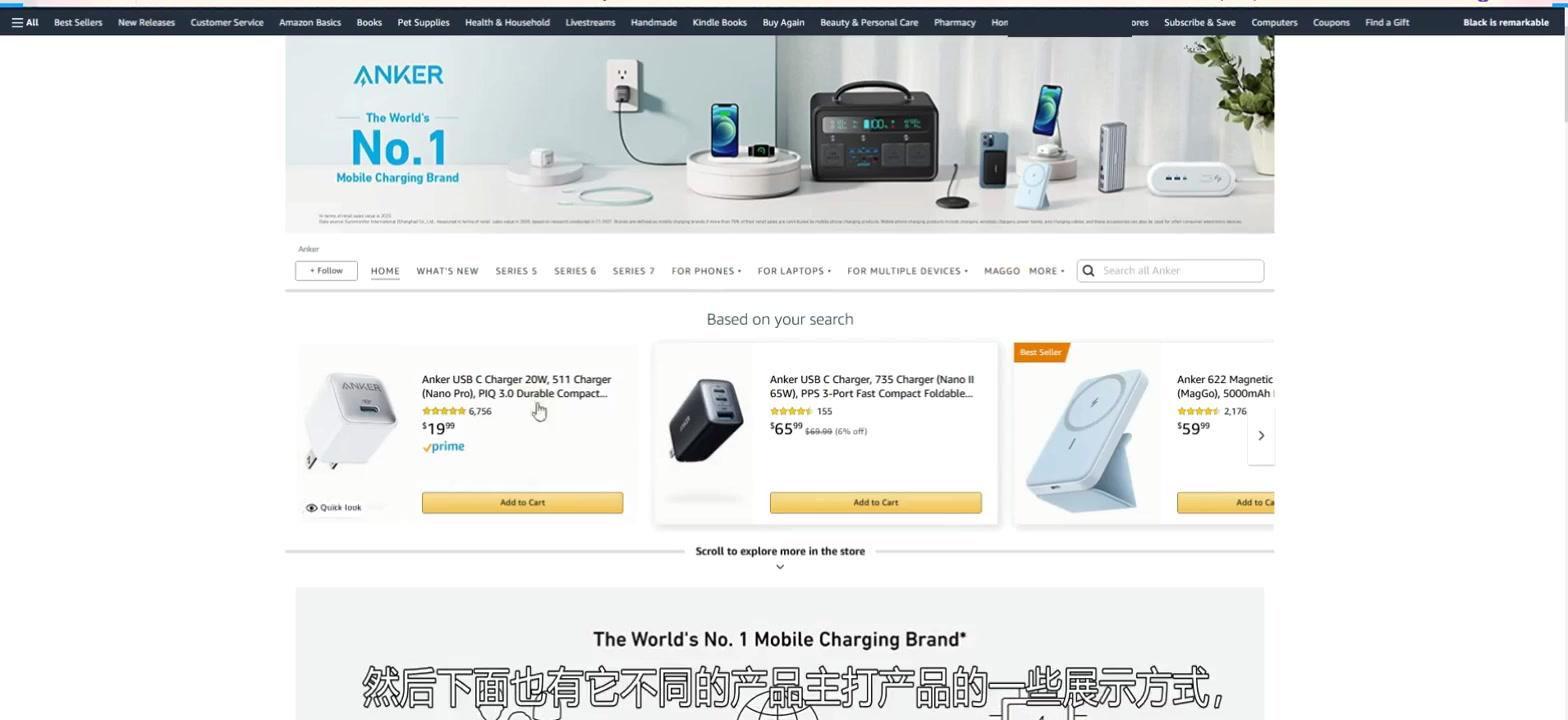 All Best Sellers New Releases Customer Service Amazon Basics Books Pet Supplies Health & Household Livestreams Handmade Kindle Books Buy Again Beauty & Personal Care Pharmacy Subscribe & Save Computers Coupons Find a Gift Black is remarkable
ANKER
The World's
No.1
Mobile Charging Brand
Anker
+ Follow HOME WHAT'S NEW SERIES 5 SERIES 6 SERIES 7 FOR PHONES FOR LAPTOPS FOR MULTIPLE DEVICES MAGGO MORE Search all Anker
Based on your search
ANKER
Anker USB C Charger 20W, 511 Charger
(Nano Pro), PIQ 3.0 Durable Compact...
6,756
$19.99
prime
Quick look
Add to Cart
Anker USB C Charger, 735 Charger (Nano II
65W), PPS 3-Port Fast Compact Foldable...
155
$65.99 $69.99 (6% off)
Add to Cart
Best Seller
Anker 622 Magnetic
(MagGo), 5000mAh
2,176
$59.99
Add to Ca
Scroll to explore more in the store
The World's No. 1 Mobile Charging Brand*
然后下面也有它不同的产品主打产品的一些展示方式，